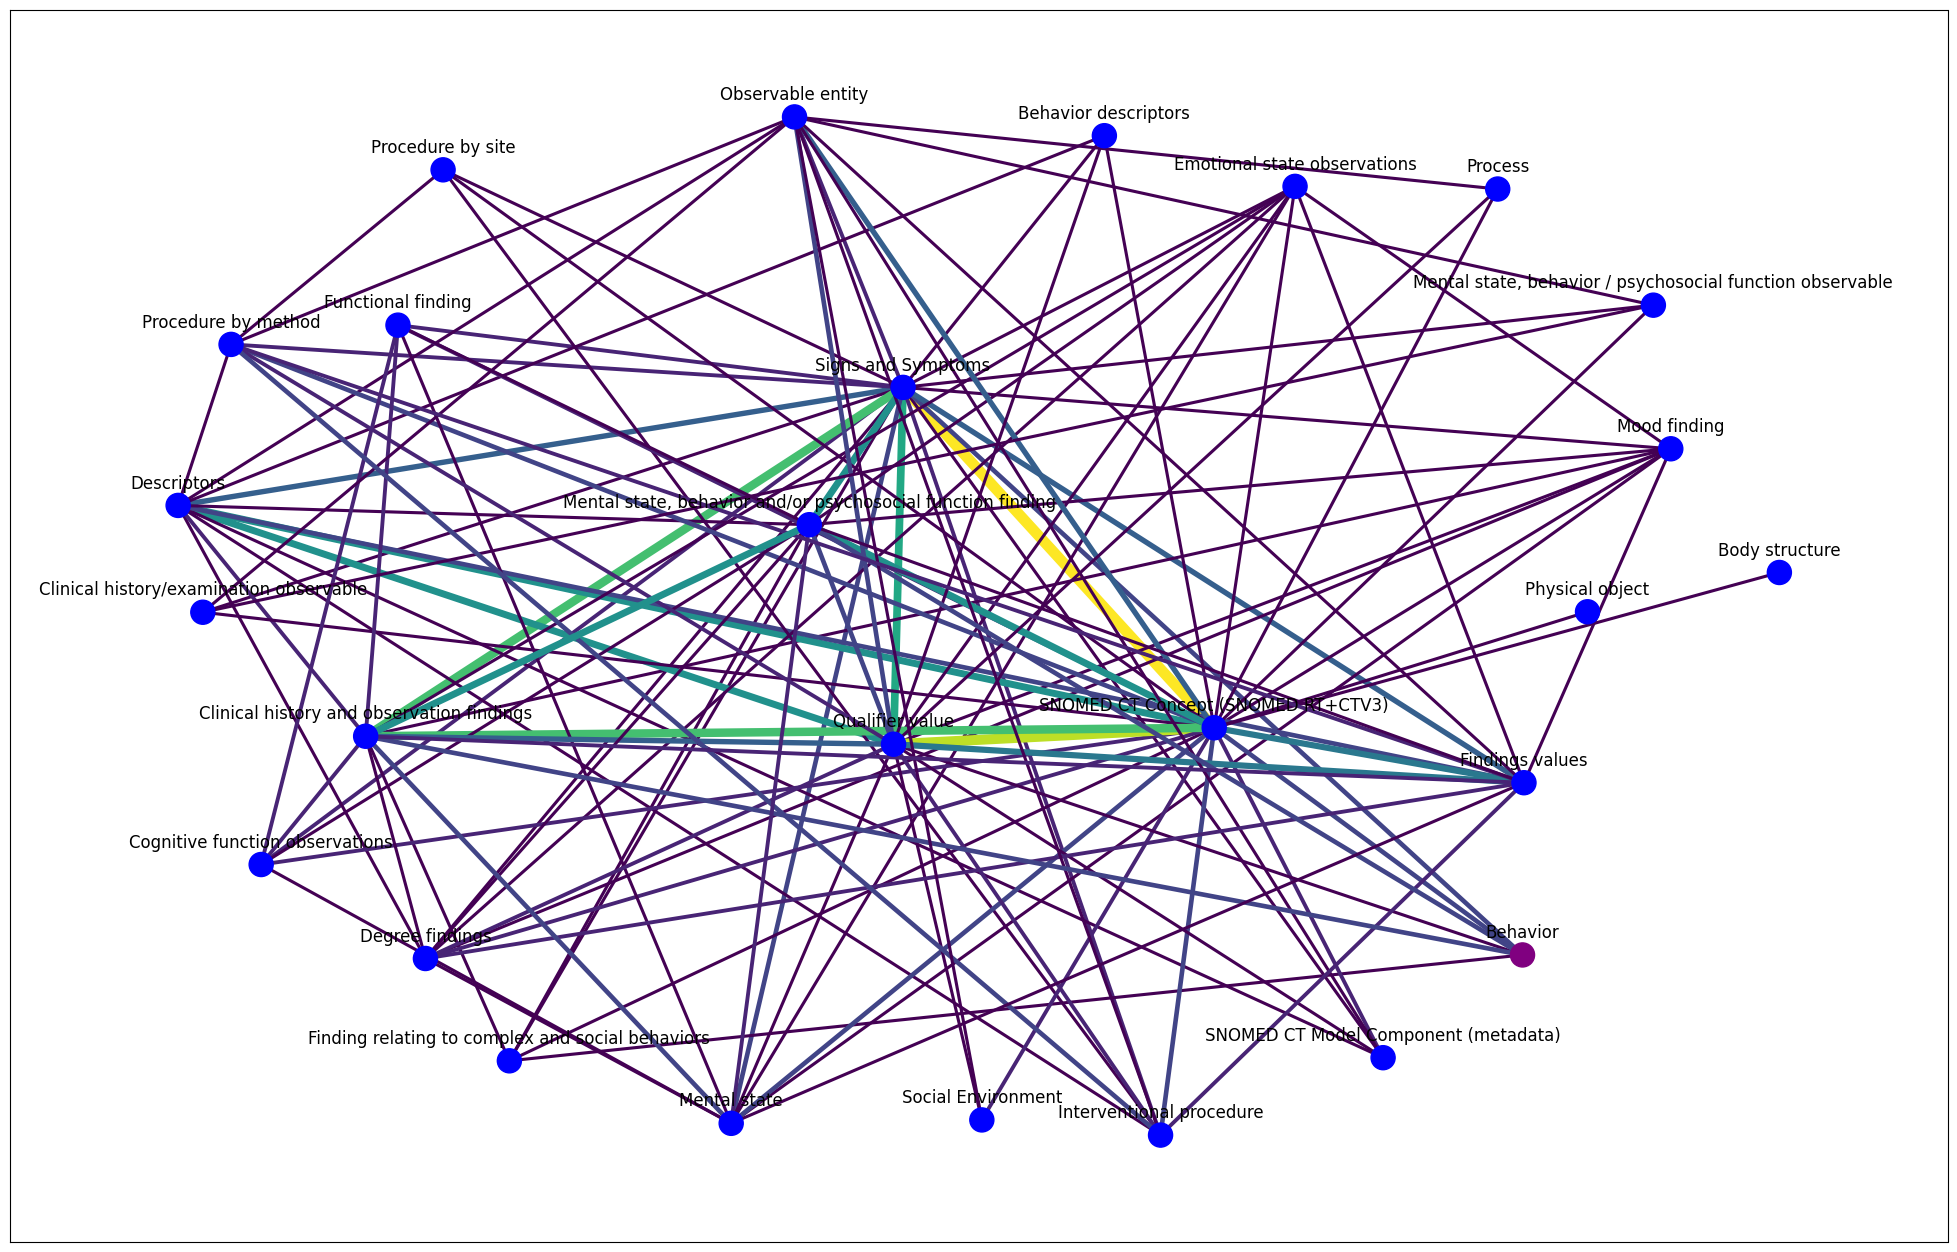 Observable entity
Behavior descriptors
Procedure by site
Emotional state observations
Process
Mental state, behavior / psychosocial function observable
Functional finding
Procedure by method
Signs and Symptoms
Mood finding
Descriptors
Mental state, behavior and/or psychosocial function finding
Body structure
Clinical history/examination observable
Physical object
SNOMED CT Concept (SNOMED RT+CTV3)
Clinical history and observation findings
Qualifier value
Findings values
Cognitive function observations
Behavior
Degree findings
Finding relating to complex and social behaviors
SNOMED CT Model Component (metadata)
Mental state
Social Environment
Interventional procedure